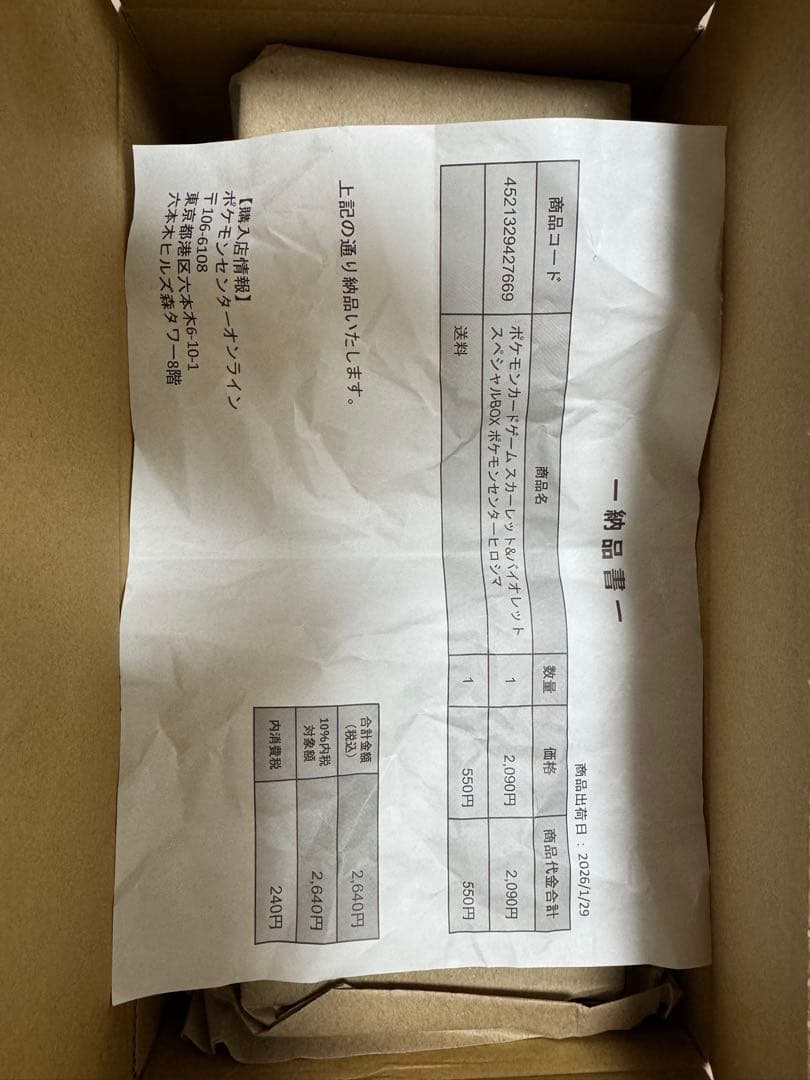 ー納品書ー
商品出荷日：2026/1/29
商品コード 商品名 数量 価格 商品代金合計
4521329427669 ポケモンカードゲーム スカーレット&バイオレット 1 2,090円 2,090円
スペシャルBOX ポケモンセンターヒロシマ
送料 1 550円 550円
合計金額 2,640円
（税込）
10%内税 2,640円
対象額
内消費税 240円
上記の通り納品いたします。
【購入店情報】
ポケモンセンターオンライン
〒106-6108
東京都港区六本木6-10-1
六本木ヒルズ森タワー8階